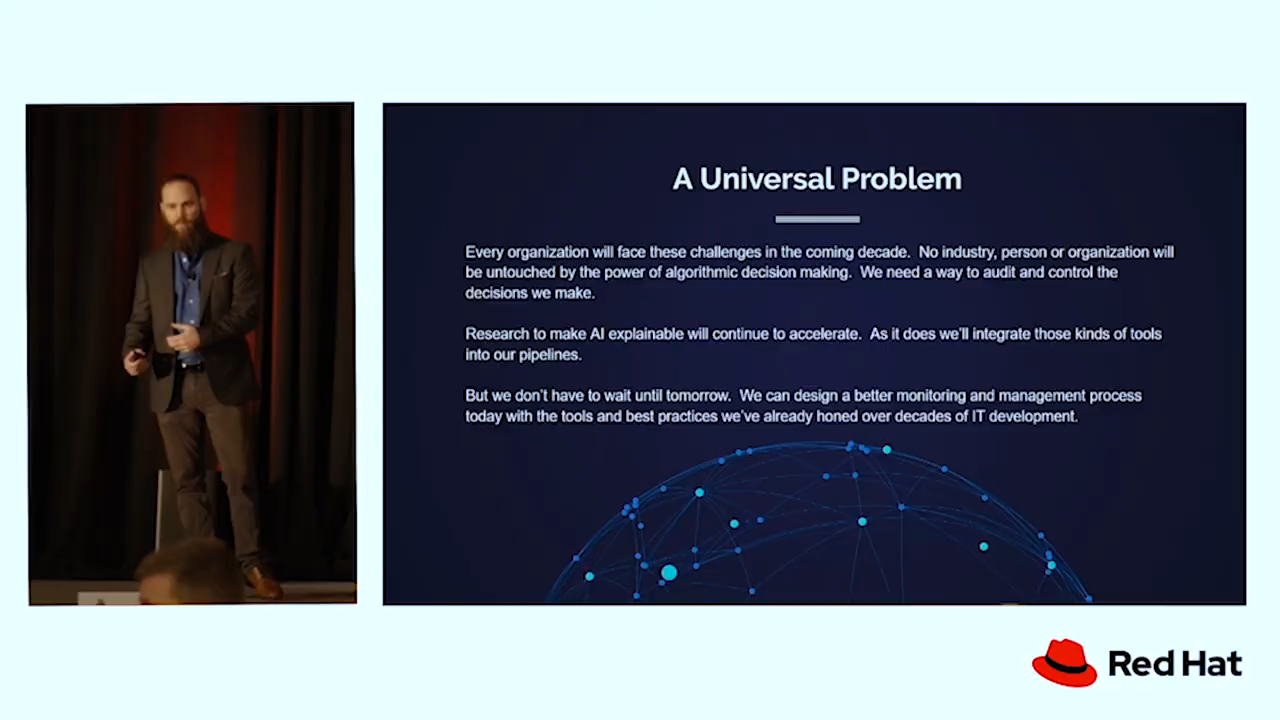 A Universal Problem
Every organization will face these challenges in the coming decade.  No industry, person or organization will
be untouched by the power of algorithmic decision making.  We need a way to audit and control the
decisions we make.
Research to make AI explainable will continue to accelerate.  As it does we'll integrate those kinds of tools
into our pipelines.
But we don't have to wait until tomorrow.  We can design a better monitoring and management process
today with the tools and best practices we've already honed over decades of IT development.
Red Hat